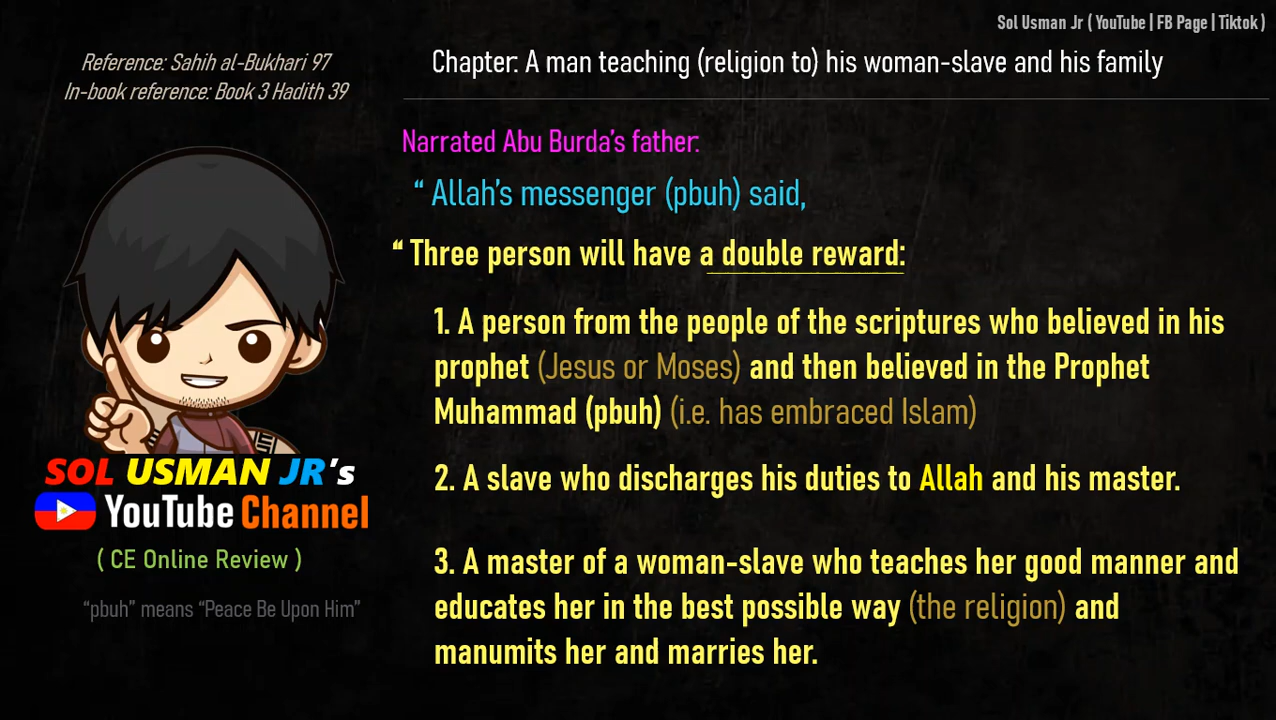 Sol Usman Jr ( YouTube | FB Page | Tiktok )
Reference: Sahih al-Bukhari 97
In-book reference: Book 3 Hadith 39
Chapter: A man teaching (religion to) his woman-slave and his family
Narrated Abu Burda's father:
“ Allah's messenger (pbuh) said,
“ Three person will have a double reward:
1. A person from the people of the scriptures who believed in his
prophet (Jesus or Moses) and then believed in the Prophet
Muhammad (pbuh) (i.e. has embraced Islam)
2. A slave who discharges his duties to Allah and his master.
3. A master of a woman-slave who teaches her good manner and
educates her in the best possible way (the religion) and
manumits her and marries her.
SOL USMAN JR's
YouTube Channel
( CE Online Review )
“pbuh” means “Peace Be Upon Him”